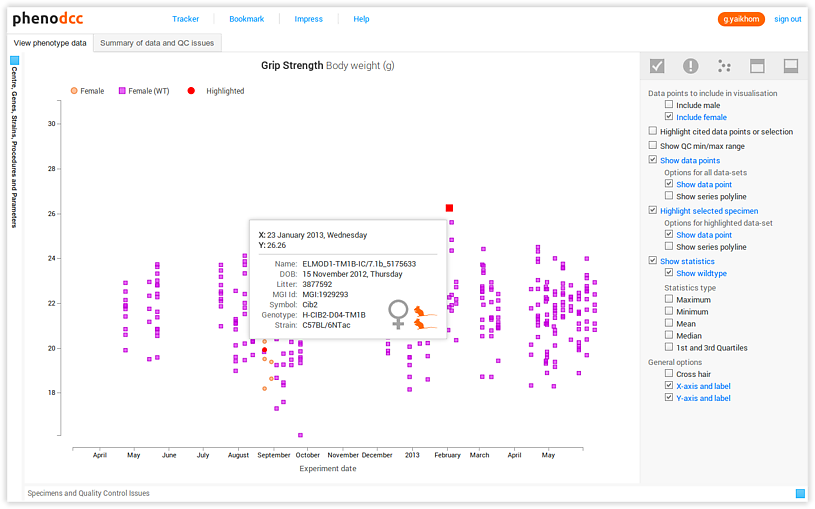 phenodcc
Tracker
Bookmark
Impress
Help
g.yaikhom
sign out
View phenotype data
Summary of data and QC issues
Centre, Genes, Strains, Procedures and Parameters
Grip Strength Body weight (g)
Female
Female (WT)
Highlighted
30
28
26
24
22
20
18
X: 23 January 2013, Wednesday
Y: 26.26
Name: ELMOD1-TM1B-IC/7.1b_5175633
DOB: 15 November 2012, Thursday
Litter: 3877592
MGI Id: MGI:1929293
Symbol: Cib2
Genotype: H-CIB2-D04-TM1B
Strain: C57BL/6NTac
April
May
June
July
August
September
October
November
December
2013
February
March
April
May
Experiment date
Data points to include in visualisation
Include male
Include female
Highlight cited data points or selection
Show QC min/max range
Show data points
Options for all data-sets
Show data point
Show series polyline
Highlight selected specimen
Options for highlighted data-set
Show data point
Show series polyline
Show statistics
Show wildtype
Statistics type
Maximum
Minimum
Mean
Median
1st and 3rd Quartiles
General options
Cross hair
X-axis and label
Y-axis and label
Specimens and Quality Control Issues